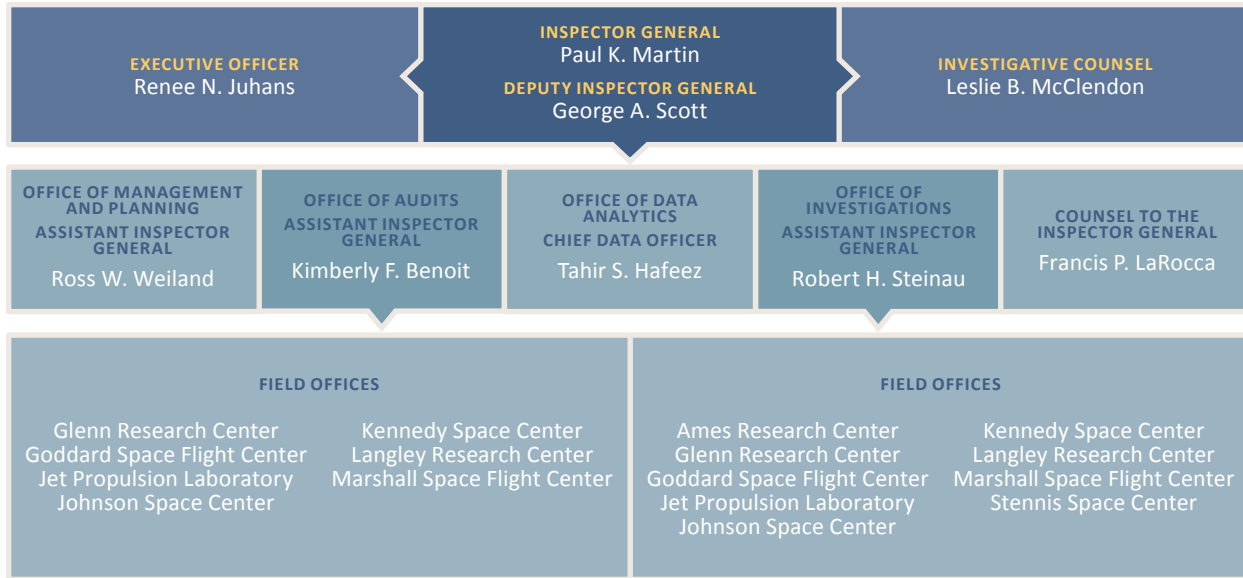 EXECUTIVE OFFICER
Renee N. Juhans
INSPECTOR GENERAL
Paul K. Martin
DEPUTY INSPECTOR GENERAL
George A. Scott
INVESTIGATIVE COUNSEL
Leslie B. McClendon
OFFICE OF MANAGEMENT
AND PLANNING
ASSISTANT INSPECTOR
GENERAL
Ross W. Weiland
OFFICE OF AUDITS
ASSISTANT INSPECTOR
GENERAL
Kimberly F. Benoit
OFFICE OF DATA
ANALYTICS
CHIEF DATA OFFICER
Tahir S. Hafeez
OFFICE OF
INVESTIGATIONS
ASSISTANT INSPECTOR
GENERAL
Robert H. Steinau
COUNSEL TO THE
INSPECTOR GENERAL
Francis P. LaRocca
FIELD OFFICES
Glenn Research Center
Goddard Space Flight Center
Jet Propulsion Laboratory
Johnson Space Center
Kennedy Space Center
Langley Research Center
Marshall Space Flight Center
FIELD OFFICES
Ames Research Center
Glenn Research Center
Goddard Space Flight Center
Jet Propulsion Laboratory
Johnson Space Center
Kennedy Space Center
Langley Research Center
Marshall Space Flight Center
Stennis Space Center